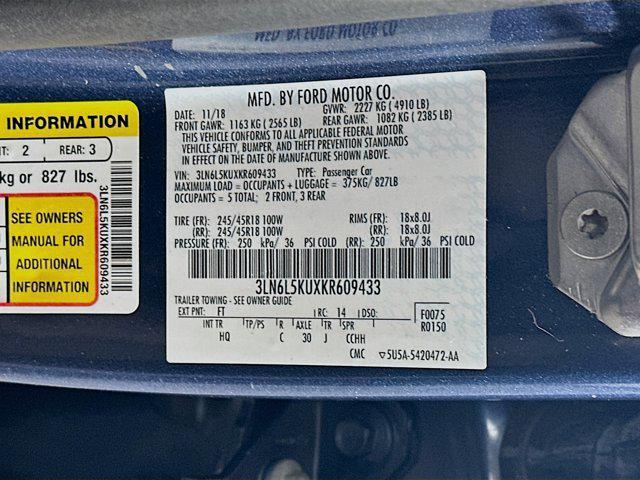 MFD. BY FORD MOTOR CO.
MFD. BY FORD MOTOR CO.
DATE: 11/18 GVWR: 2227 KG ( 4910 LB)
FRONT GAWR: 1163 KG ( 2565 LB) REAR GAWR: 1082 KG ( 2385 LB)
THIS VEHICLE CONFORMS TO ALL APPLICABLE FEDERAL MOTOR
VEHICLE SAFETY, BUMPER, AND THEFT PREVENTION STANDARDS
IN EFFECT ON THE DATE OF MANUFACTURE SHOWN ABOVE.
VIN: 3LN6L5KUXKR609433 TYPE: Passenger Car
MAXIMUM LOAD = OCCUPANTS + LUGGAGE = 375KG/ 827LB
OCCUPANTS = 5 TOTAL; 2 FRONT, 3 REAR
TIRE (FR): 245/45R18 100W RIMS (FR): 18x8.0J
(RR): 245/45R18 100W (RR): 18x8.0J
PRESSURE (FR): 250 kPa/ 36 PSI COLD (RR): 250 kPa/ 36 PSI COLD
3LN6L5KUXKR609433
TRAILER TOWING - SEE OWNER GUIDE
EXT PNT: FT RC: 14 DSO: F0075
R0150
INT TR TP/PS R AXLE TR SPR
HQ C 30 J CCHH
CMC 5U5A-5420472-AA
INFORMATION
2 REAR: 3
kg or 827 lbs.
SEE OWNERS
MANUAL FOR
ADDITIONAL
INFORMATION
3LN6L5KUXKR609433